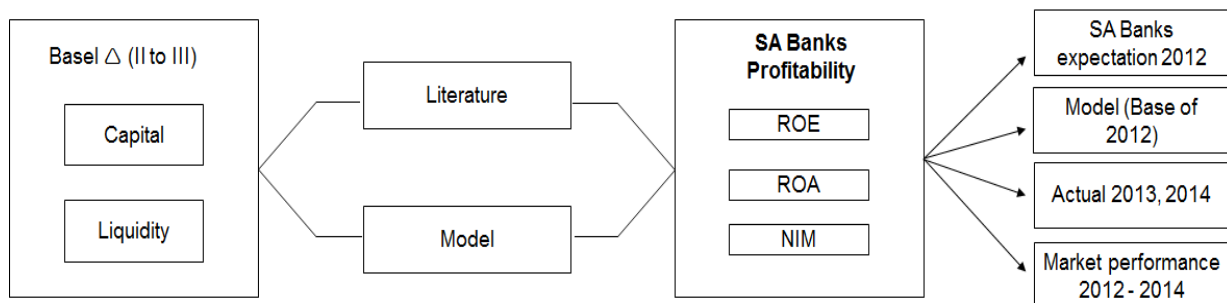 Basel △ (II to III)
Capital
Liquidity
Literature
Model
SA Banks
Profitability
ROE
ROA
NIM
SA Banks
expectation 2012
Model (Base of
2012)
Actual 2013, 2014
Market performance
2012 - 2014